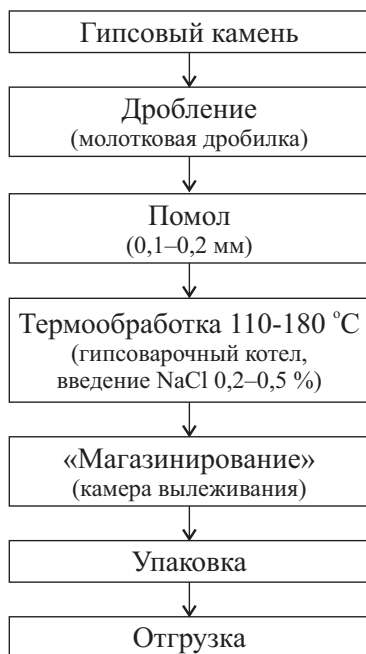 Гипсовый камень
Дробление
(молотковая дробилка)
Помол
(0,1–0,2 мм)
Термообработка 110-180 °С
(гипсоварочный котел,
введение NaCl 0,2–0,5 %)
«Магазинирование»
(камера вылеживания)
Упаковка
Отгрузка